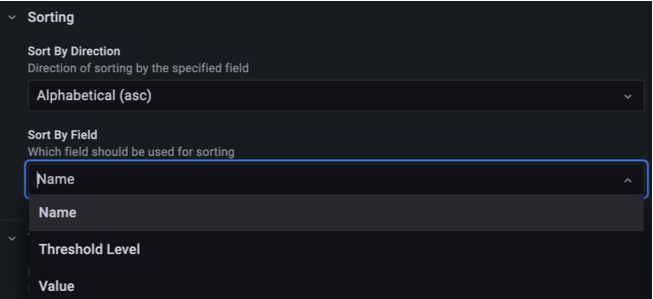 Sorting
Sort By Direction
Direction of sorting by the specified field
Alphabetical (asc)
Sort By Field
Which field should be used for sorting
Name
Name
Threshold Level
Value